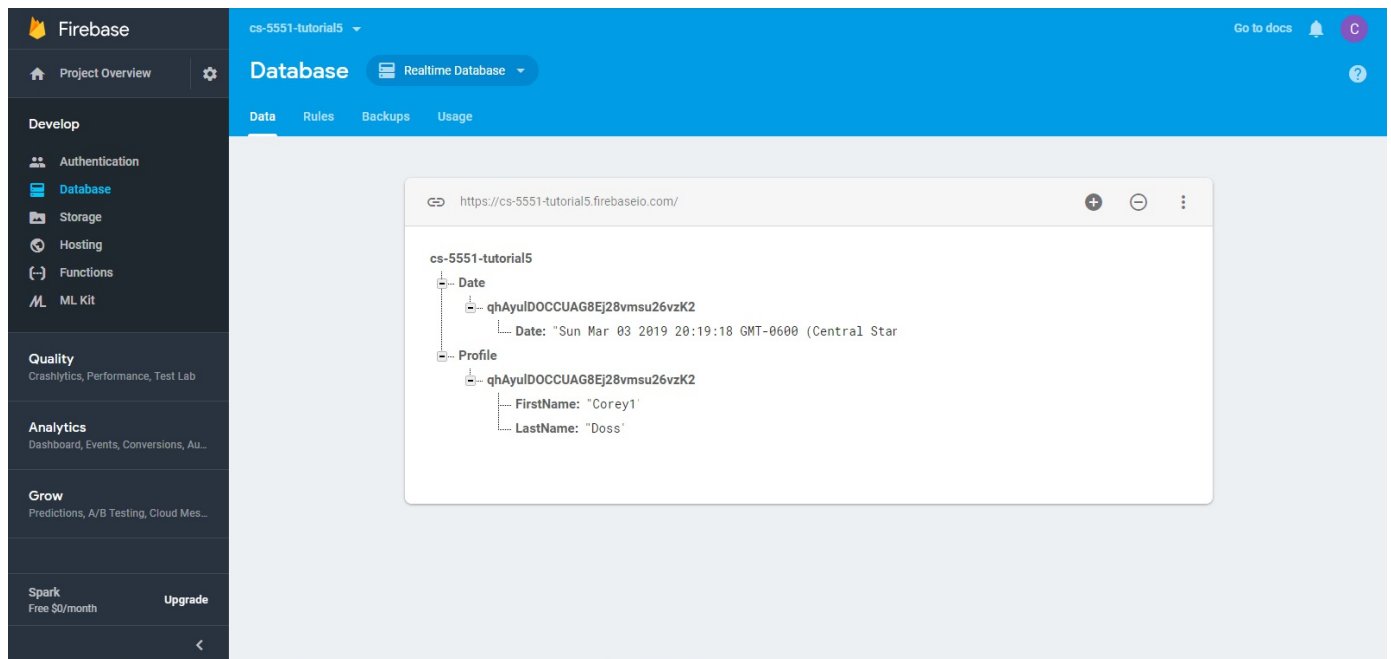 Firebase
Project Overview
Develop
Authentication
Database
Storage
Hosting
Functions
ML Kit
Quality
Crashlytics, Performance, Test Lab
Analytics
Dashboard, Events, Conversions, Au...
Grow
Predictions, A/B Testing, Cloud Mes...
Spark
Free $0/month
Upgrade
cs-5551-tutorial5
Go to docs
C
Database
Realtime Database
Data Rules Backups Usage
https://cs-5551-tutorial5.firebaseio.com/
cs-5551-tutorial5
Date
qhAyulDOCCUAG8Ej28vmsu26vzK2
Date: "Sun Mar 03 2019 20:19:18 GMT-0600 (Central Star
Profile
qhAyulDOCCUAG8Ej28vmsu26vzK2
FirstName: "Corey1'
LastName: "Doss'